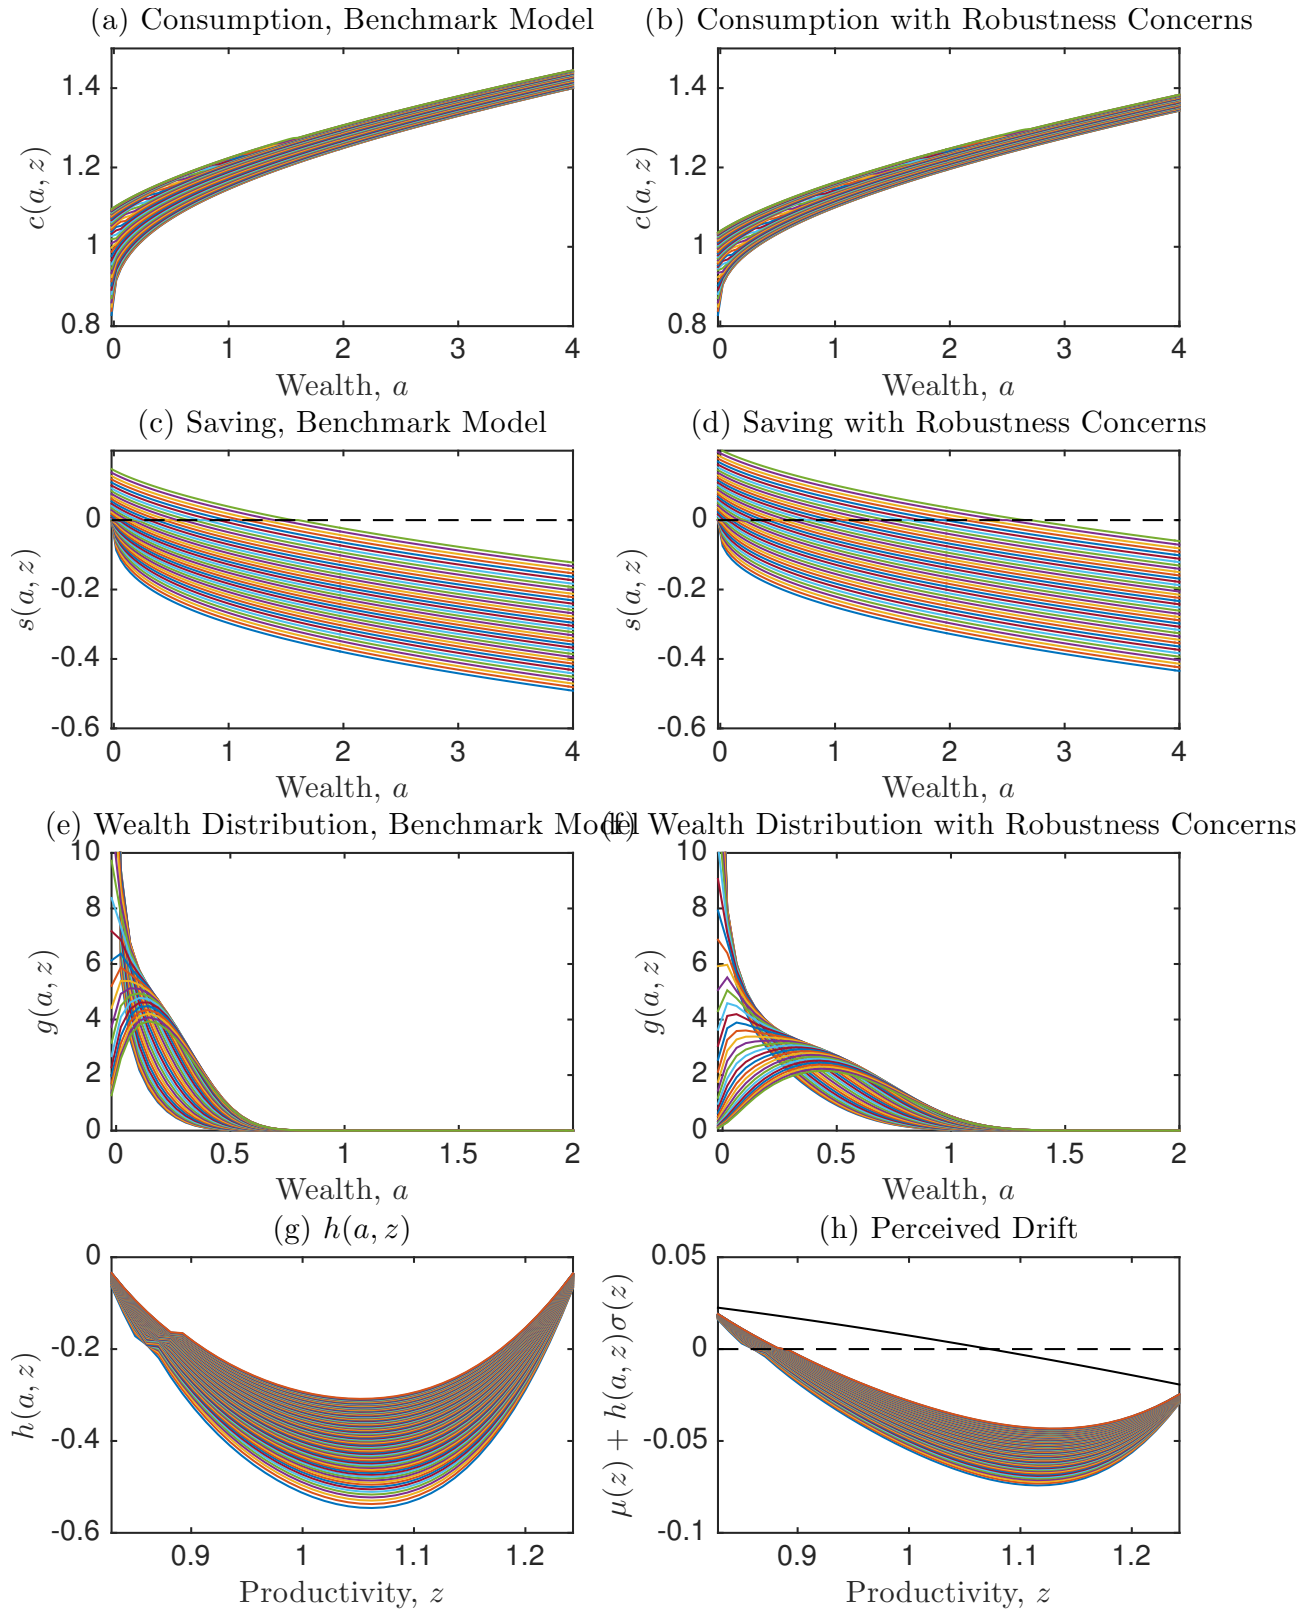 (a) Consumption, Benchmark Model
1.4
1.2
1
0.8
c(a, z)
0 1 2 3 4
Wealth, a
(b) Consumption with Robustness Concerns
1.4
1.2
1
0.8
c(a, z)
0 1 2 3 4
Wealth, a
(c) Saving, Benchmark Model
0
-0.2
-0.4
-0.6
s(a, z)
0 1 2 3 4
Wealth, a
(d) Saving with Robustness Concerns
0
-0.2
-0.4
-0.6
s(a, z)
0 1 2 3 4
Wealth, a
(e) Wealth Distribution, Benchmark Model
10
8
6
4
2
0
g(a, z)
0 0.5 1 1.5 2
Wealth, a
(f) Wealth Distribution with Robustness Concerns
10
8
6
4
2
0
g(a, z)
0 0.5 1 1.5 2
Wealth, a
(g) h(a, z)
0
-0.2
-0.4
-0.6
h(a, z)
0.9 1 1.1 1.2
Productivity, z
(h) Perceived Drift
0.05
0
-0.05
-0.1
μ(z) + h(a, z)σ(z)
0.9 1 1.1 1.2
Productivity, z